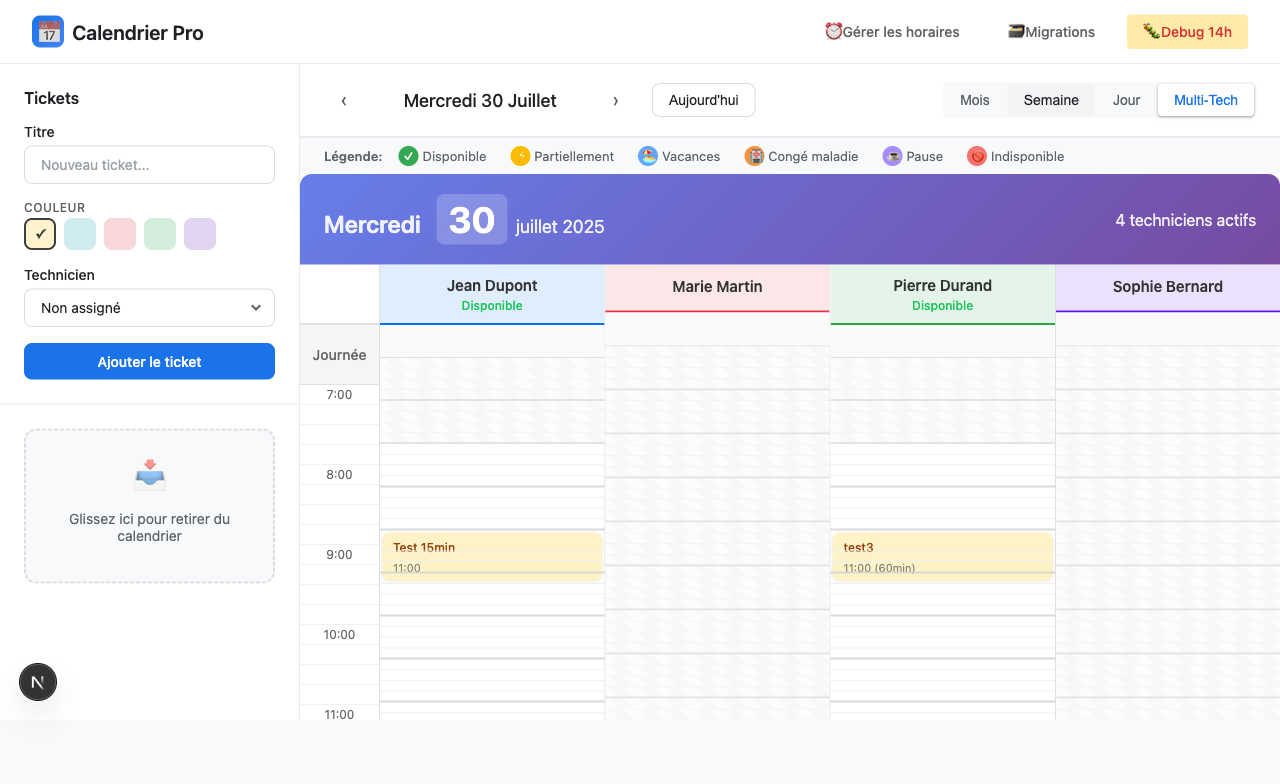 Calendrier Pro
Gérer les horaires
Migrations
Debug 14h
Tickets
Titre
Nouveau ticket...
COULEUR
Technicien
Non assigné
Ajouter le ticket
Glissez ici pour retirer du
calendrier
N
‹ Mercredi 30 Juillet ›
Aujourd'hui
Mois Semaine Jour Multi-Tech
Légende: Disponible Partiellement Vacances Congé maladie Pause Indisponible
Mercredi 30 juillet 2025
4 techniciens actifs
Jean Dupont
Disponible
Marie Martin
Pierre Durand
Disponible
Sophie Bernard
Journée
7:00
8:00
9:00
10:00
11:00
Test 15min
11:00
test3
11:00 (60min)